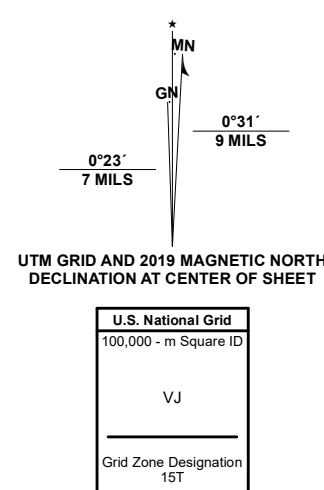 ★
MN
GN
0°31´
9 MILS
0°23´
7 MILS
UTM GRID AND 2019 MAGNETIC NORTH
DECLINATION AT CENTER OF SHEET
U.S. National Grid
100,000 - m Square ID
VJ
Grid Zone Designation
15T